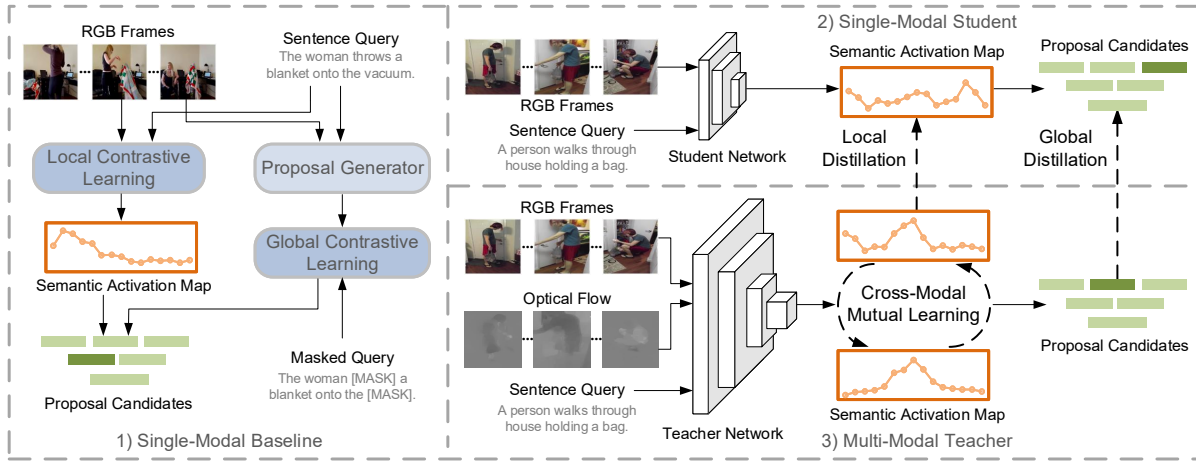 RGB Frames
Sentence Query
The woman throws a
blanket onto the vacuum.
Local Contrastive
Learning
Proposal Generator
Global Contrastive
Learning
Semantic Activation Map
Masked Query
The woman [MASK] a
blanket onto the [MASK].
Proposal Candidates
1) Single-Modal Baseline
2) Single-Modal Student
RGB Frames
Sentence Query
A person walks through
house holding a bag.
Student Network
Semantic Activation Map
Proposal Candidates
Local
Distillation
Global
Distillation
RGB Frames
Optical Flow
Sentence Query
A person walks through
house holding a bag.
Teacher Network
Cross-Modal
Mutual Learning
Semantic Activation Map
Proposal Candidates
3) Multi-Modal Teacher